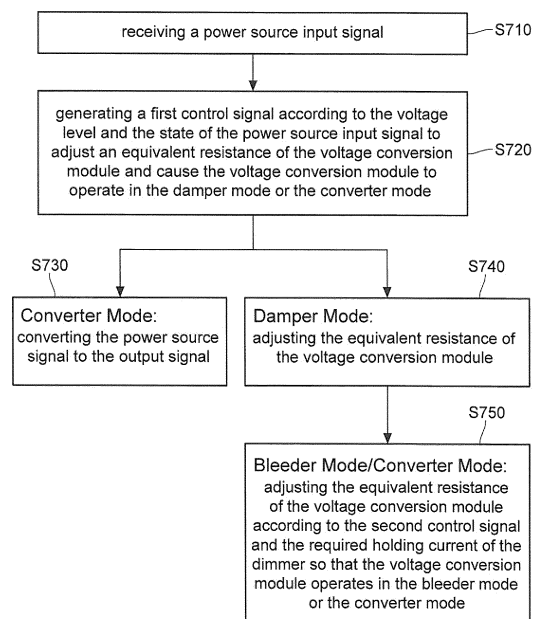 receiving a power source input signal
S710
generating a first control signal according to the voltage
level and the state of the power source input signal to
adjust an equivalent resistance of the voltage conversion
module and cause the voltage conversion module to
operate in the damper mode or the converter mode
S720
S730
Converter Mode:
converting the power source
signal to the output signal
S740
Damper Mode:
adjusting the equivalent resistance of
the voltage conversion module
S750
Bleeder Mode/Converter Mode:
adjusting the equivalent resistance
of the voltage conversion module
according to the second control signal
and the required holding current of the
dimmer so that the voltage conversion
module operates in the bleeder mode
or the converter mode